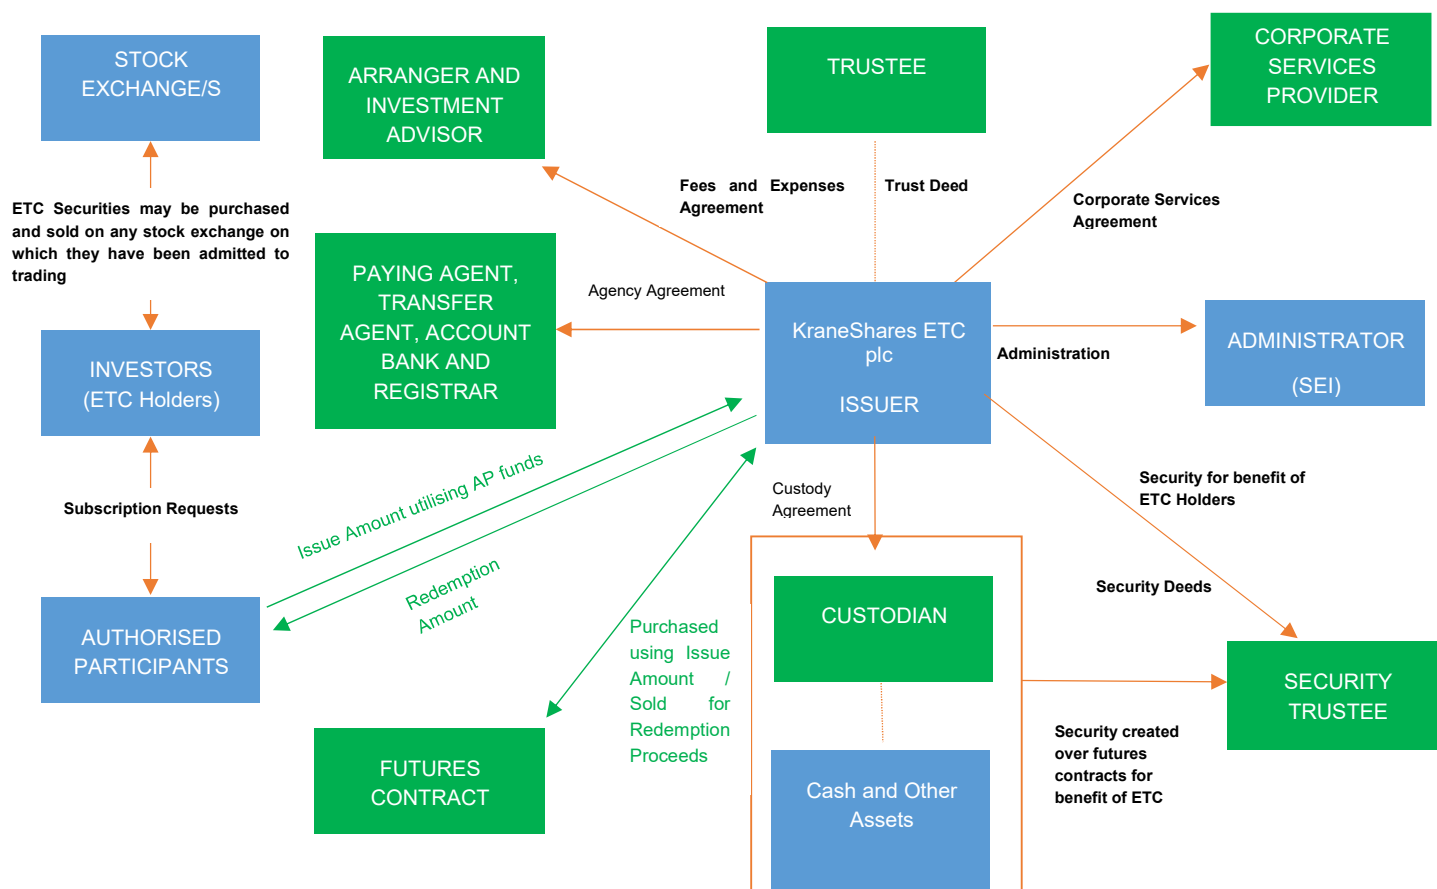 STOCK
EXCHANGE/S
ARRANGER AND
INVESTMENT
ADVISOR
TRUSTEE
CORPORATE
SERVICES
PROVIDER
Fees and Expenses
Agreement
Trust Deed
Corporate Services
Agreement
ETC Securities may be purchased
and sold on any stock exchange on
which they have been admitted to
trading
PAYING AGENT,
TRANSFER
AGENT, ACCOUNT
BANK AND
REGISTRAR
Agency Agreement
KraneShares ETC
plc
ISSUER
Administration
ADMINISTRATOR
(SEI)
INVESTORS
(ETC Holders)
Subscription Requests
Issue Amount utilising AP funds
Redemption
Amount
Custody
Agreement
Security for benefit of
ETC Holders
Security Deeds
AUTHORISED
PARTICIPANTS
Purchased
using Issue
Amount /
Sold for
Redemption
Proceeds
CUSTODIAN
SECURITY
TRUSTEE
FUTURES
CONTRACT
Cash and Other
Assets
Security created
over futures
contracts for
benefit of ETC